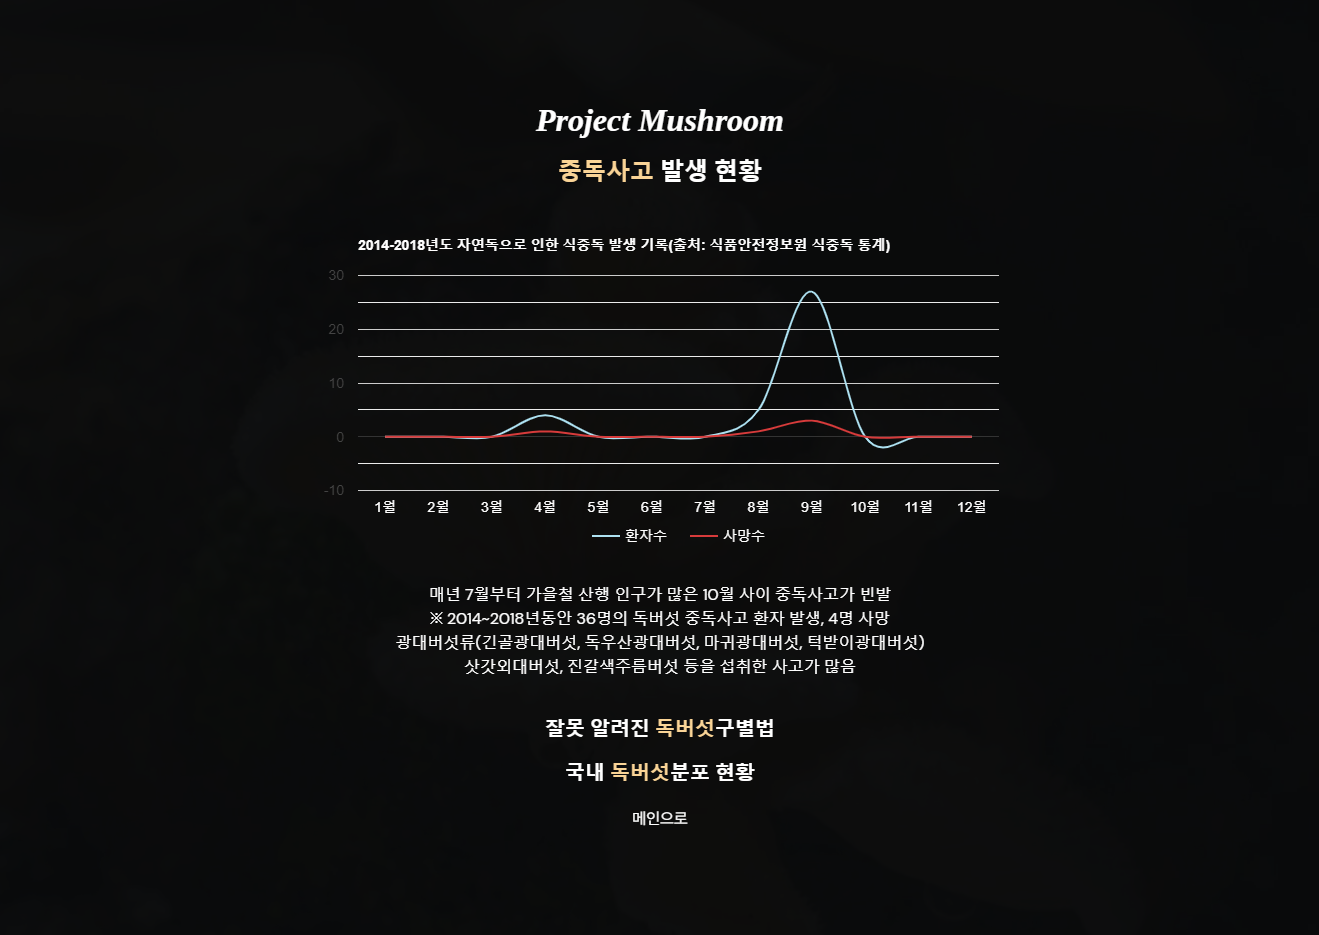 Project Mushroom
중독사고 발생 현황
2014-2018년도 자연독으로 인한 식중독 발생 기록(출처: 식품안전정보원 식중독 통계)
30
20
10
0
-10
1월 2월 3월 4월 5월 6월 7월 8월 9월 10월 11월 12월
환자수 사망수
매년 7월부터 가을철 산행 인구가 많은 10월 사이 중독사고가 빈발
※ 2014~2018년동안 36명의 독버섯 중독사고 환자 발생, 4명 사망
광대버섯류(긴골광대버섯, 독우산광대버섯, 마귀광대버섯, 턱받이광대버섯)
삿갓외대버섯, 진갈색주름버섯 등을 섭취한 사고가 많음
잘못 알려진 독버섯구별법
국내 독버섯분포 현황
메인으로